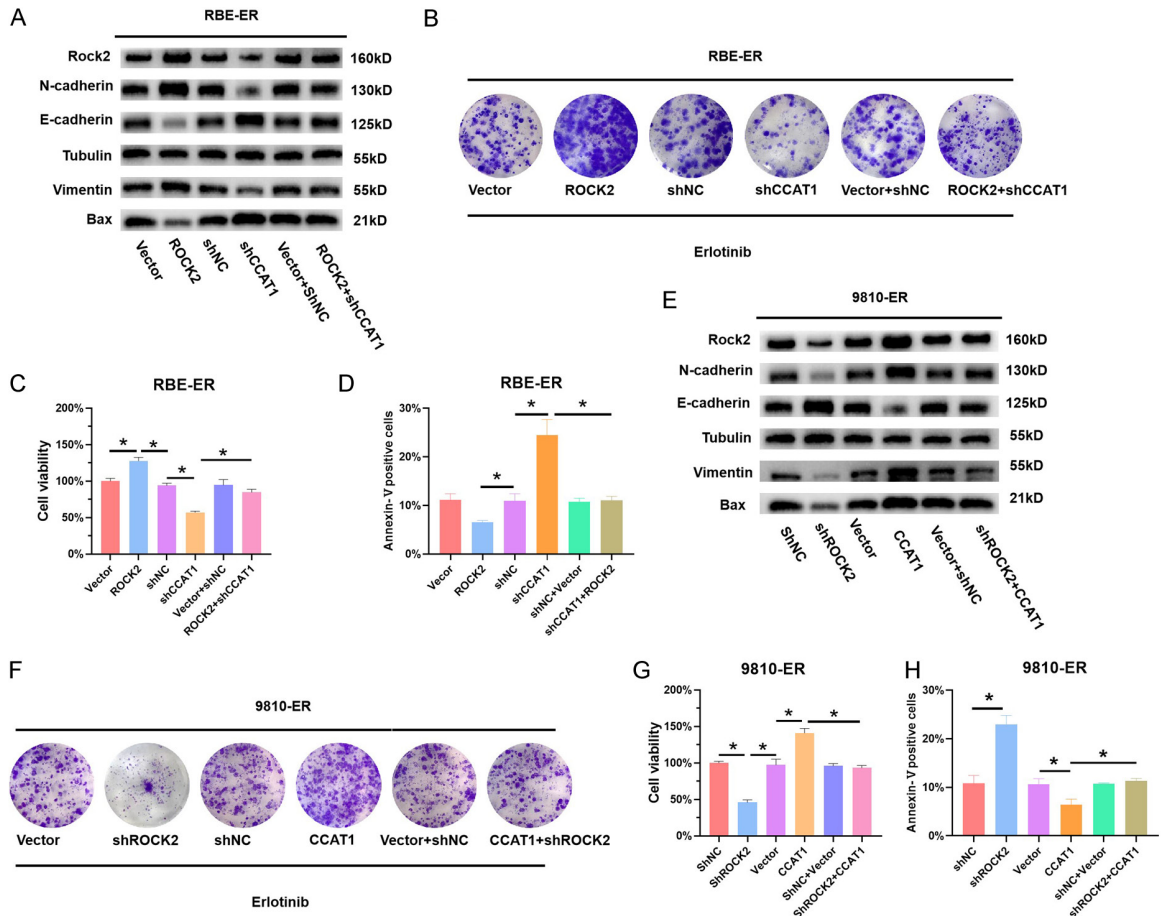 A
RBE-ER
Rock2 160kD
N-cadherin 130kD
E-cadherin 125kD
Tubulin 55kD
Vimentin 55kD
Bax 21kD
Vector ROCK2 shNC shCCAT1 Vector+ShNC ROCK2+shCCAT1
B
RBE-ER
Vector ROCK2 shNC shCCAT1 Vector+shNC ROCK2+shCCAT1
Erlotinib
C
RBE-ER
Cell viability
200%
150%
100%
50%
0%
* * * *
Vector ROCK2 shNC shCCAT1 Vector+shNC ROCK2+shCCAT1
D
RBE-ER
Annexin-V positive cells
30%
20%
10%
0%
* * *
Vecor ROCK2 shNC shCCAT1 shNC+Vector shCCAT1+ROCK2
E
9810-ER
Rock2 160kD
N-cadherin 130kD
E-cadherin 125kD
Tubulin 55kD
Vimentin 55kD
Bax 21kD
ShNC shROCK2 Vector CCAT1 Vector+shNC shROCK2+CCAT1
F
9810-ER
Vector shROCK2 shNC CCAT1 Vector+shNC CCAT1+shROCK2
Erlotinib
G
9810-ER
Cell viability
200%
150%
100%
50%
0%
* * * *
ShNC ShROCK2 Vector CCAT1 ShNC+Vector ShROCK2+CCAT1
H
9810-ER
Annexin-V positive cells
30%
20%
10%
0%
* * *
shNC shROCK2 Vector CCAT1 shNC+Vector shROCK2+CCAT1